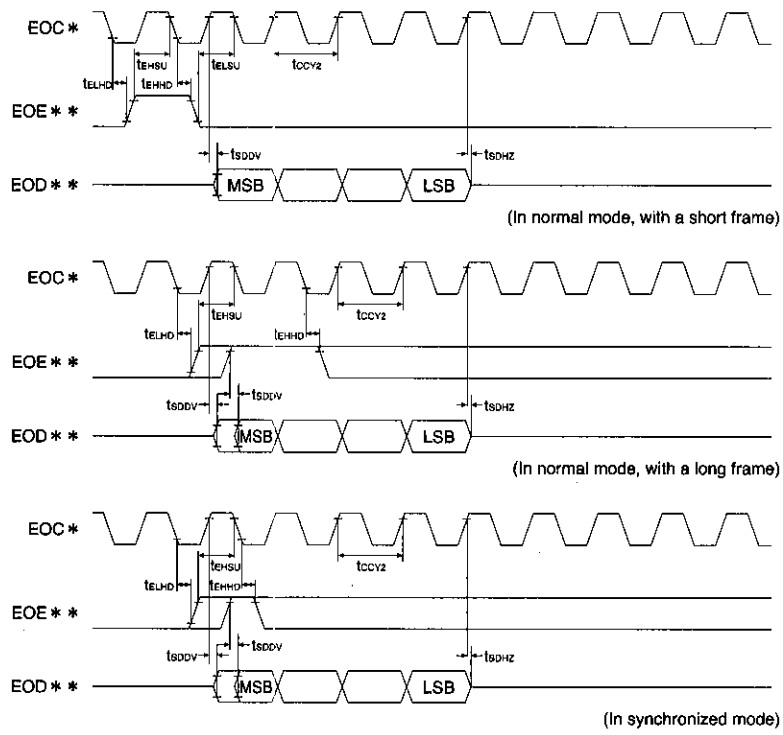 EOC*
tEHSU tELSU tCCY2
tELHD tEHHD
EOE**
tSDDV tSDHZ
EOD** MSB LSB
(In normal mode, with a short frame)
EOC*
tELHD tEHSU tEHHD tCCY2
EOE**
tSDDV tSDDV tSDHZ
EOD** MSB LSB
(In normal mode, with a long frame)
EOC*
tEHSU tCCY2
tELHD tEHHD
EOE**
tSDDV tSDDV tSDHZ
EOD** MSB LSB
(In synchronized mode)